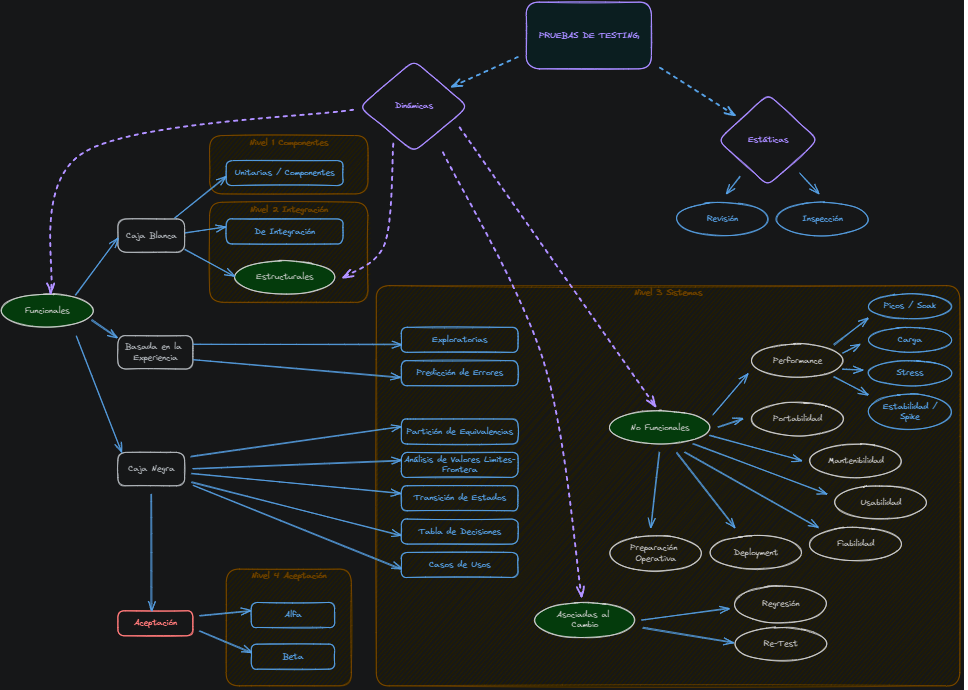 PRUEBAS DE TESTING
Dinámicas
Estáticas
Revisión
Inspección
Nivel 1 Componentes
Unitarias / Componentes
Nivel 2 Integración
De Integración
Estructurales
Caja Blanca
Funcionales
Basada en la
Experiencia
Caja Negra
Aceptación
Nivel 4 Aceptación
Alfa
Beta
Nivel 3 Sistemas
Exploratorias
Predicción de Errores
Partición de Equivalencias
Análisis de Valores Limites-
Frontera
Transición de Estados
Tabla de Decisiones
Casos de Usos
No Funcionales
Performance
Picos / Soak
Carga
Stress
Estabilidad /
Spike
Portabilidad
Mantenibilidad
Usabilidad
Fiabilidad
Deployment
Preparación
Operativa
Asociadas al
Cambio
Regresión
Re-Test